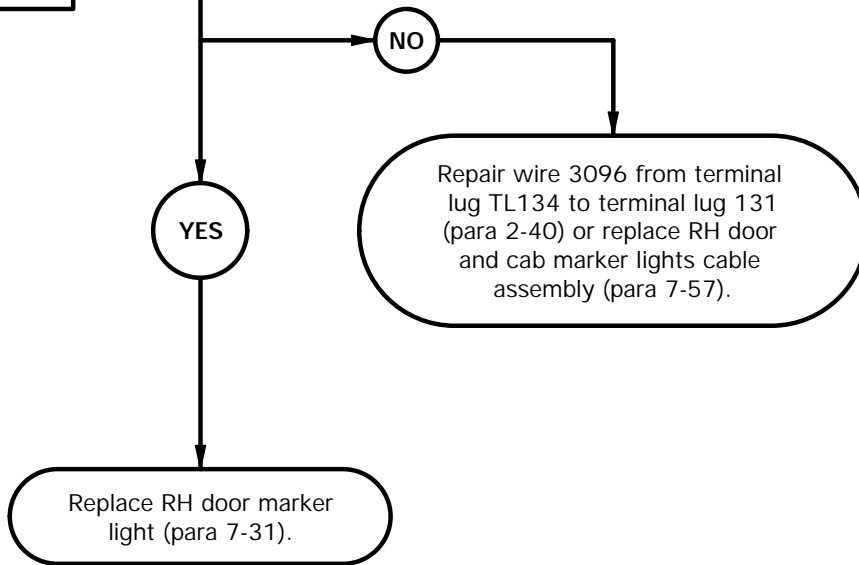 NO
Repair wire 3096 from terminal
lug TL134 to terminal lug 131
(para 2-40) or replace RH door
and cab marker lights cable
assembly (para 7-57).
YES
Replace RH door marker
light (para 7-31).